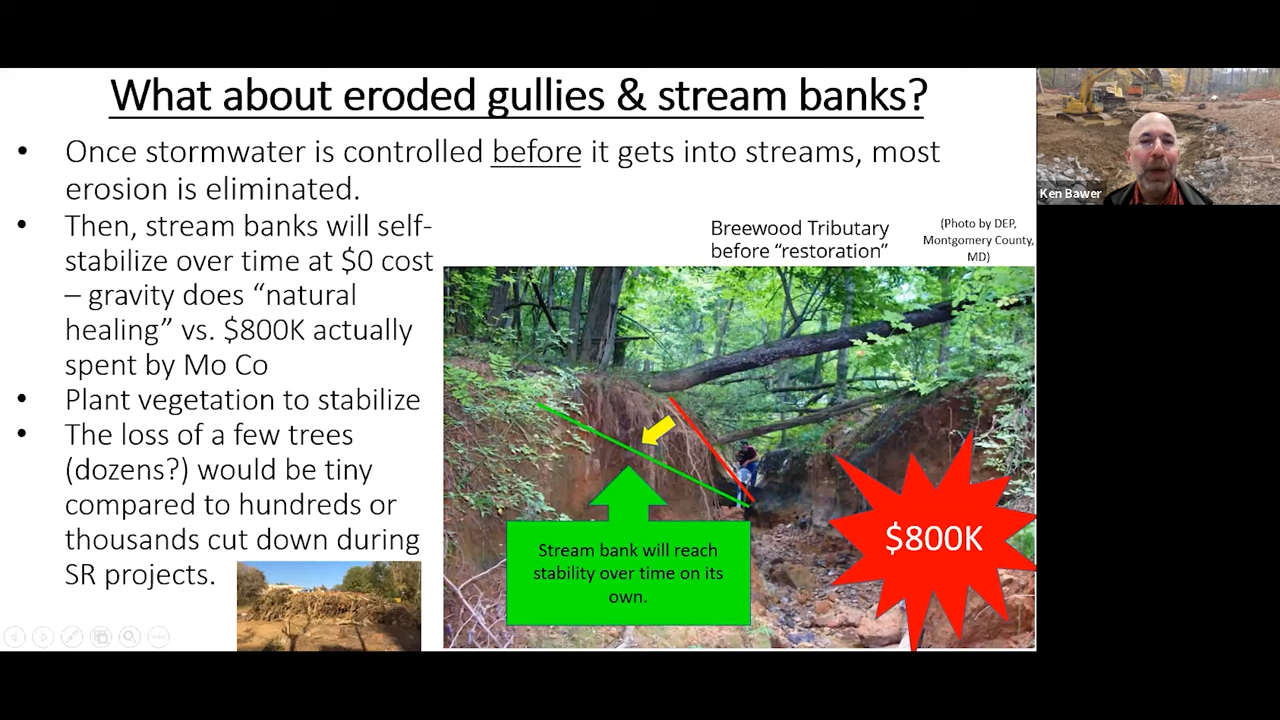 What about eroded gullies & stream banks?
• Once stormwater is controlled before it gets into streams, most
erosion is eliminated.
• Then, stream banks will self-
stabilize over time at $0 cost
– gravity does “natural
healing” vs. $800K actually
spent by Mo Co
• Plant vegetation to stabilize
• The loss of a few trees
(dozens?) would be tiny
compared to hundreds or
thousands cut down during
SR projects.
Breewood Tributary
before “restoration”
(Photo by DEP,
Montgomery County,
MD)
Stream bank will reach
stability over time on its
own.
$800K
Ken Bawer